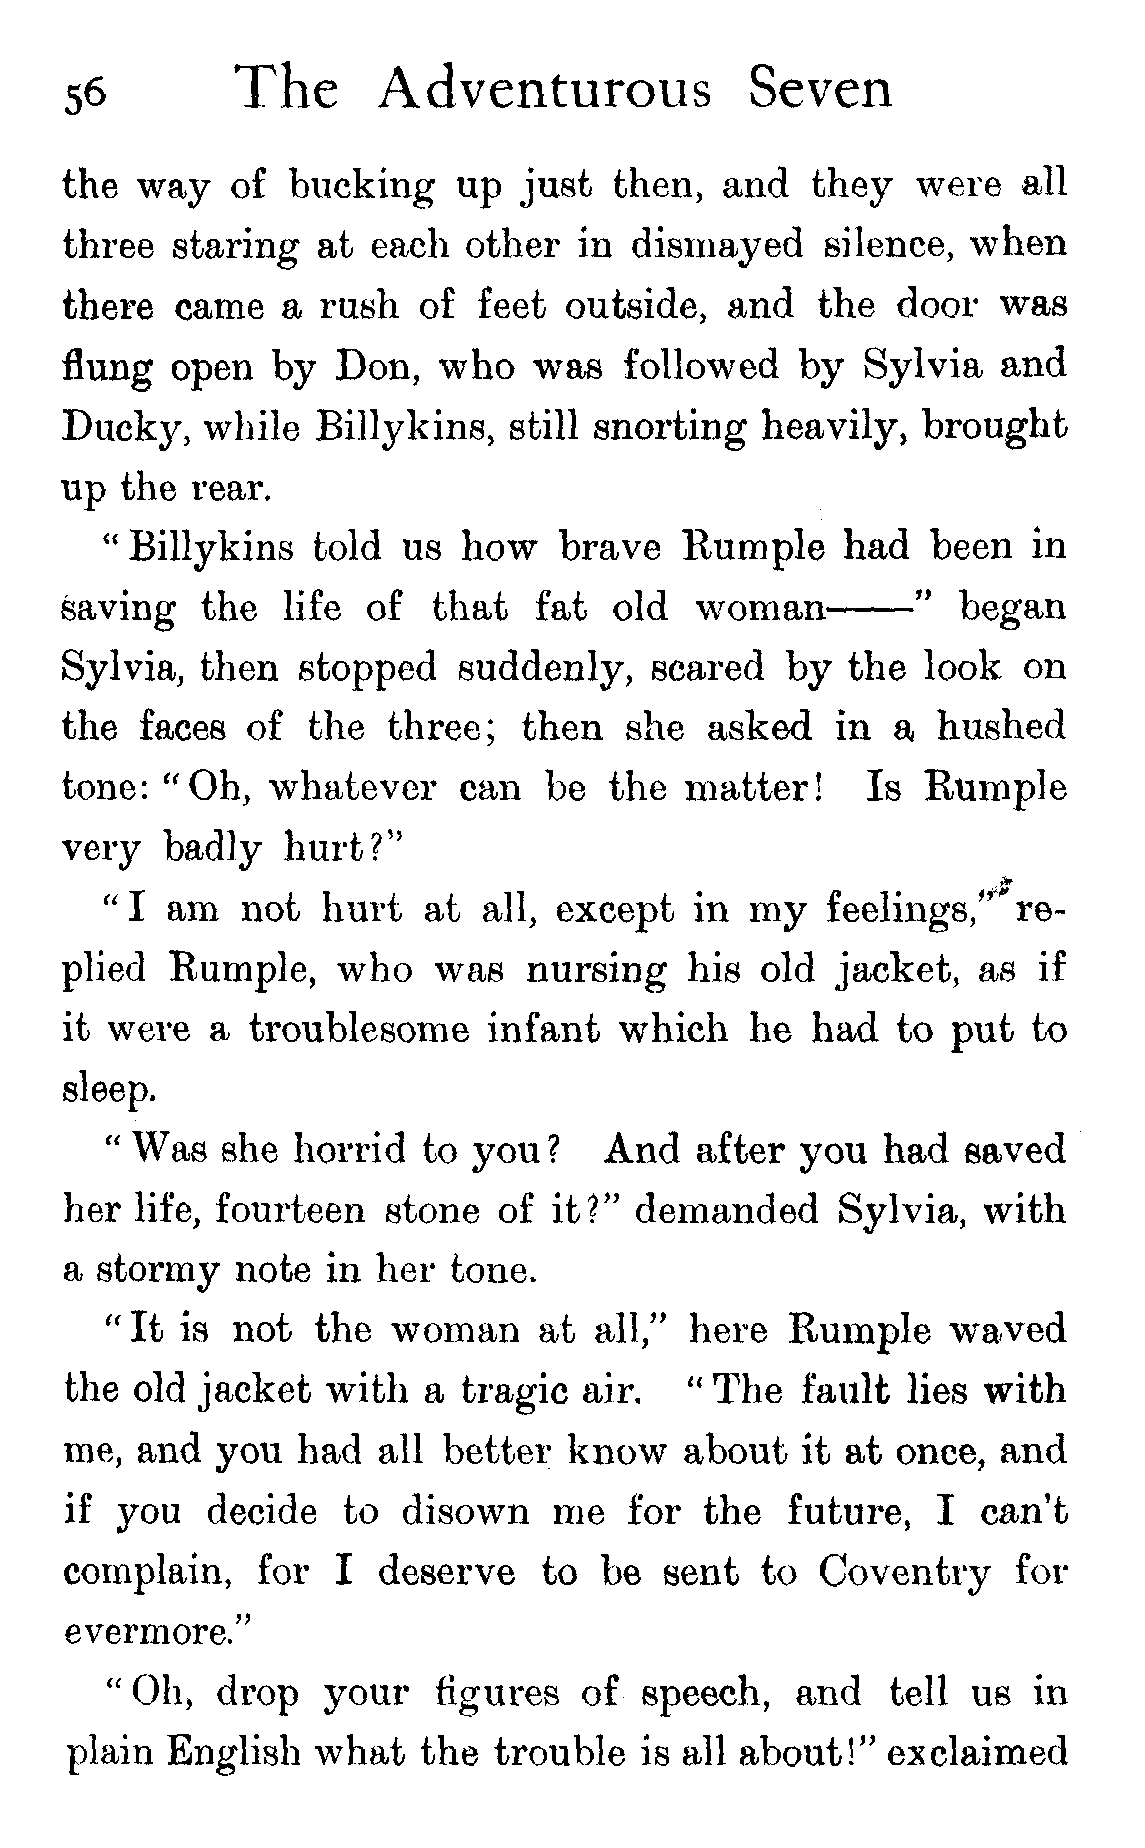 56 The Adventurous Seven
the way of bucking up just then, and they were all
three staring at each other in dismayed silence, when
there came a rush of feet outside, and the door was
flung open by Don, who was followed by Sylvia and
Ducky, while Billykins, still snorting heavily, brought
up the rear.
“Billykins told us how brave Rumple had been in
saving the life of that fat old woman——” began
Sylvia, then stopped suddenly, scared by the look on
the faces of the three; then she asked in a hushed
tone: “Oh, whatever can be the matter! Is Rumple
very badly hurt?”
“I am not hurt at all, except in my feelings,” re-
plied Rumple, who was nursing his old jacket, as if
it were a troublesome infant which he had to put to
sleep.
“Was she horrid to you? And after you had saved
her life, fourteen stone of it?” demanded Sylvia, with
a stormy note in her tone.
“It is not the woman at all,” here Rumple waved
the old jacket with a tragic air. “The fault lies with
me, and you had all better know about it at once, and
if you decide to disown me for the future, I can't
complain, for I deserve to be sent to Coventry for
evermore.”
“Oh, drop your figures of speech, and tell us in
plain English what the trouble is all about!” exclaimed